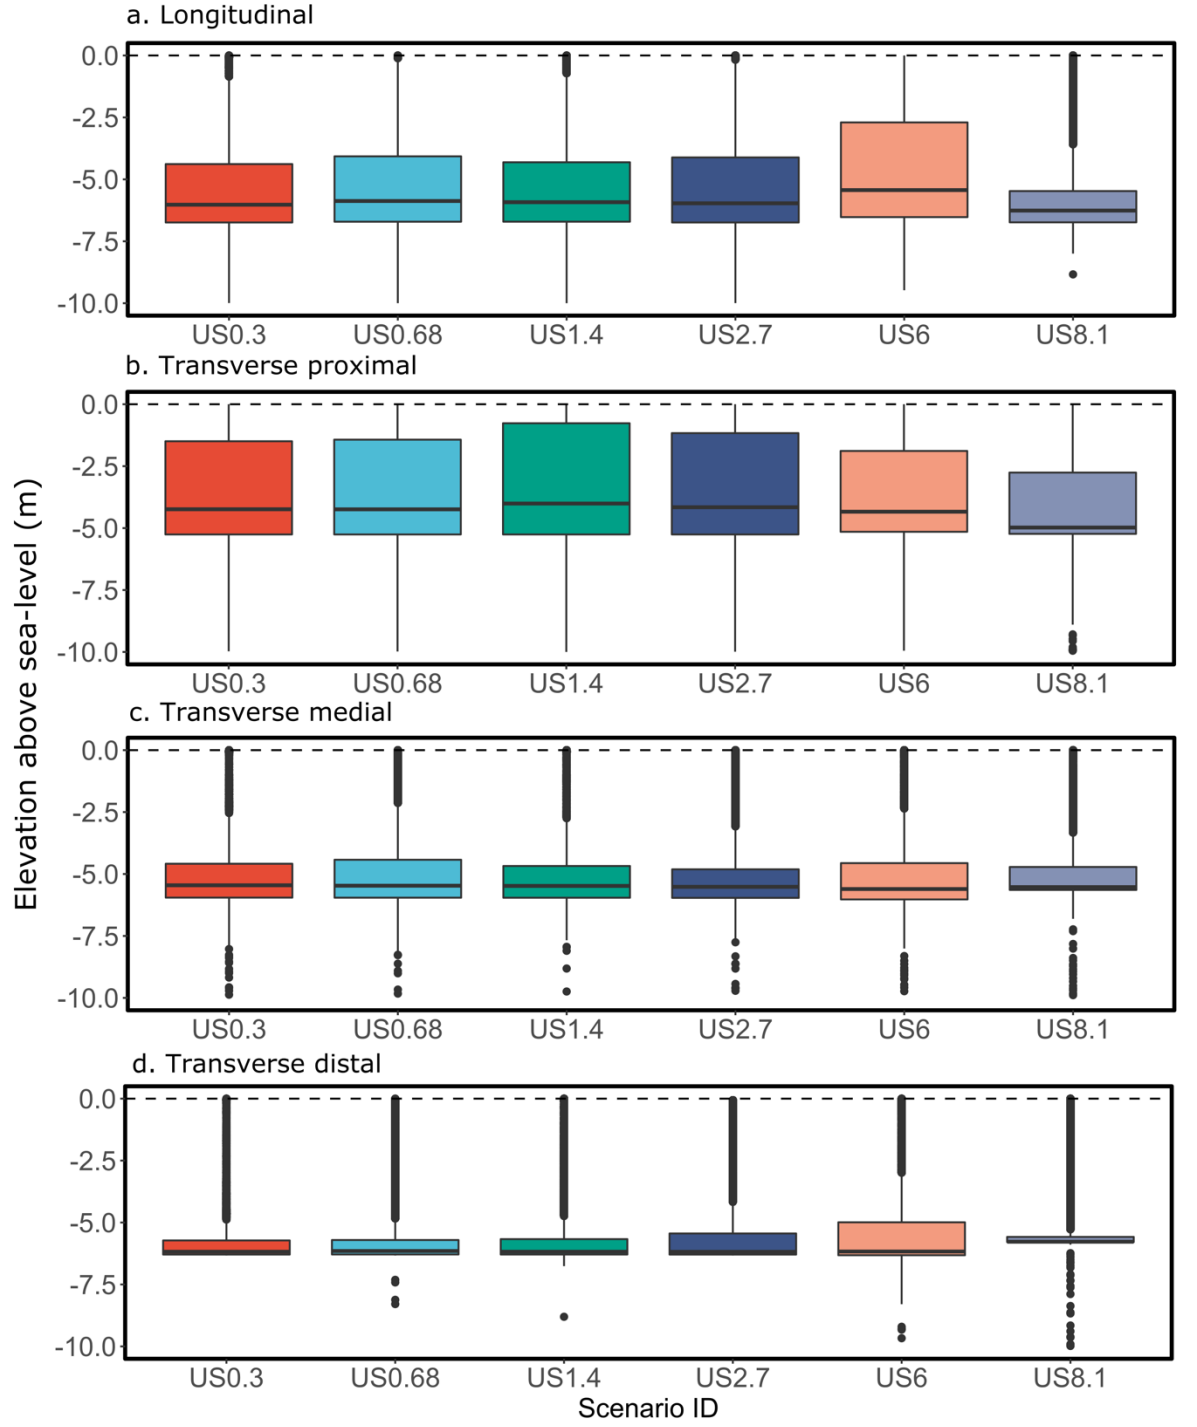 a. Longitudinal
0.0
-2.5
-5.0
-7.5
-10.0
US0.3 US0.68 US1.4 US2.7 US6 US8.1
b. Transverse proximal
0.0
-2.5
-5.0
-7.5
-10.0
US0.3 US0.68 US1.4 US2.7 US6 US8.1
c. Transverse medial
0.0
-2.5
-5.0
-7.5
-10.0
US0.3 US0.68 US1.4 US2.7 US6 US8.1
d. Transverse distal
0.0
-2.5
-5.0
-7.5
-10.0
US0.3 US0.68 US1.4 US2.7 US6 US8.1
Scenario ID
Elevation above sea-level (m)